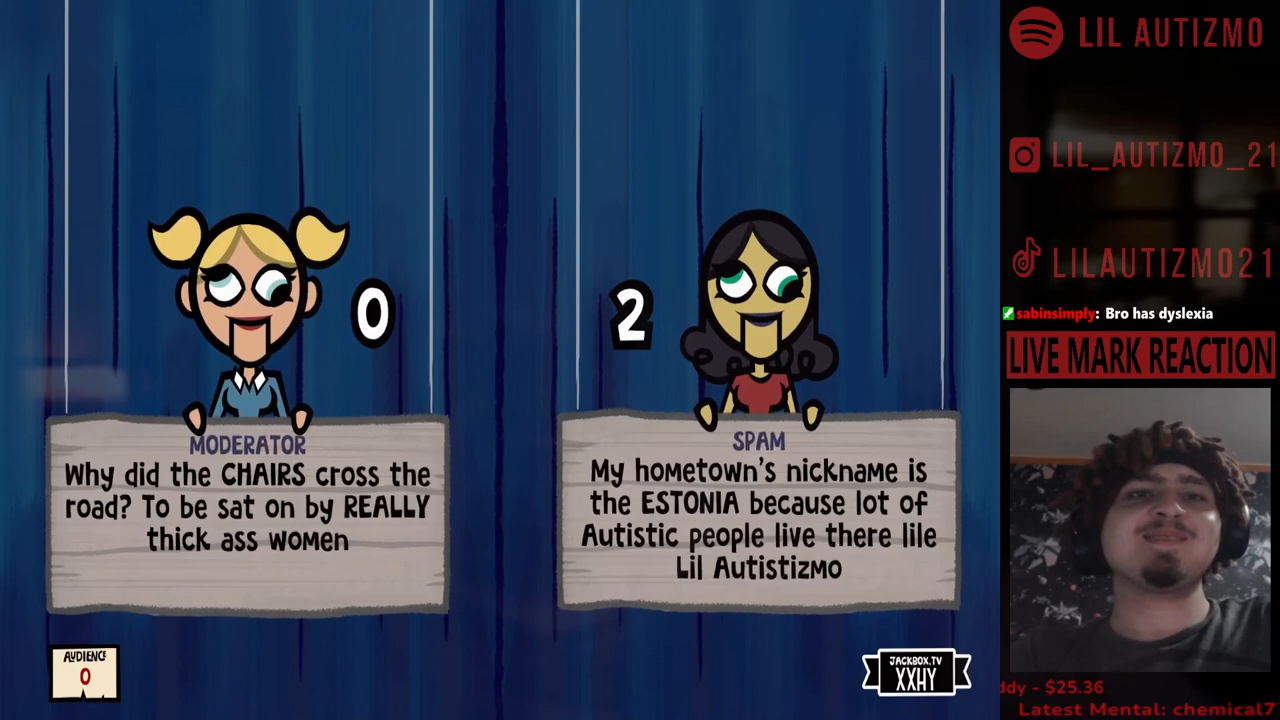 LIL AUTIZMO
LIL_AUTIZMO_21
LILAUTIZMO21
sabinsimply: Bro has dyslexia
LIVE MARK REACTION
0
2
MODERATOR
Why did the CHAIRS cross the
road? To be sat on by REALLY
thick ass women
SPAM
My hometown's nickname is
the ESTONIA because lot of
Autistic people live there lile
Lil Autistizmo
AUDIENCE
0
JACKBOX.TV
XXHY
ddy - $25.36
Latest Mental: chemical7